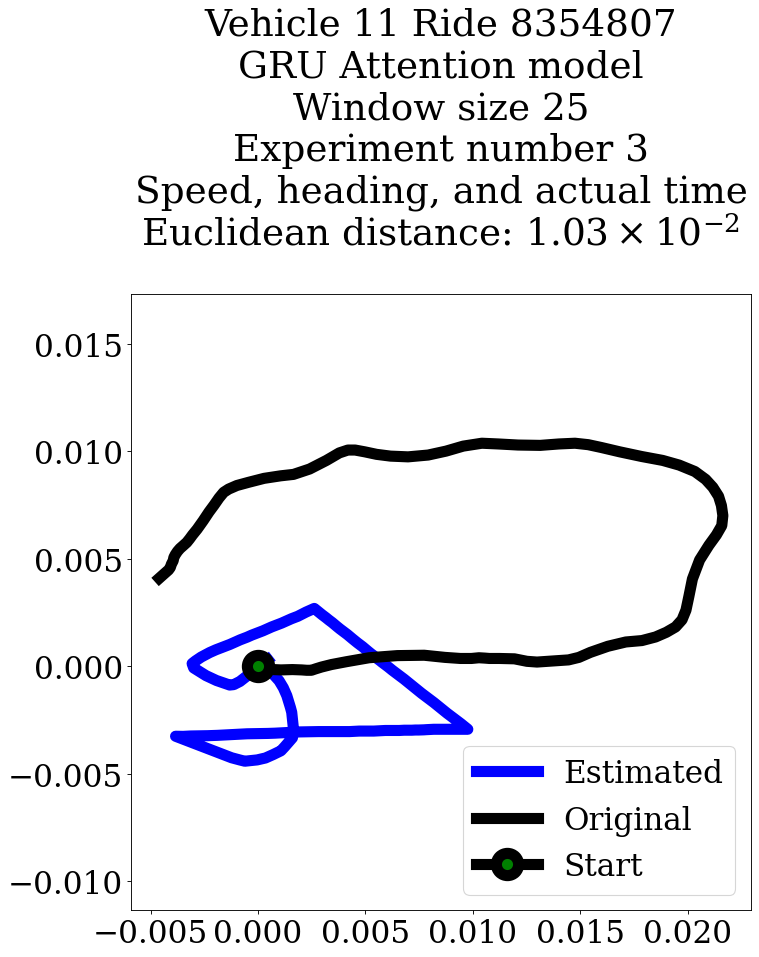 Vehicle 11 Ride 8354807
GRU Attention model
Window size 25
Experiment number 3
Speed, heading, and actual time
Euclidean distance: 1.03 × 10⁻²
0.015
0.010
0.005
0.000
−0.005
−0.010
Estimated
Original
Start
−0.005 0.000 0.005 0.010 0.015 0.020